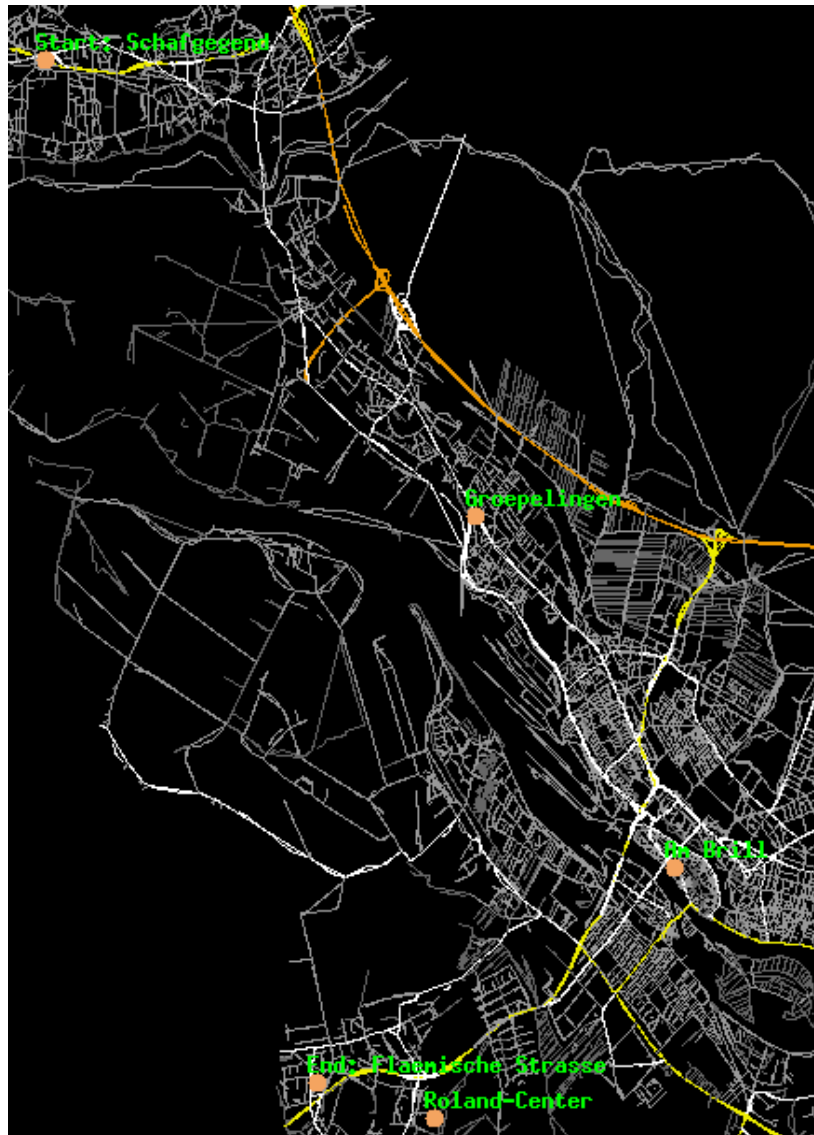 Start: Schafgegend
Groepelingen
Am Brill
End: Flaemische Strasse
Roland-Center